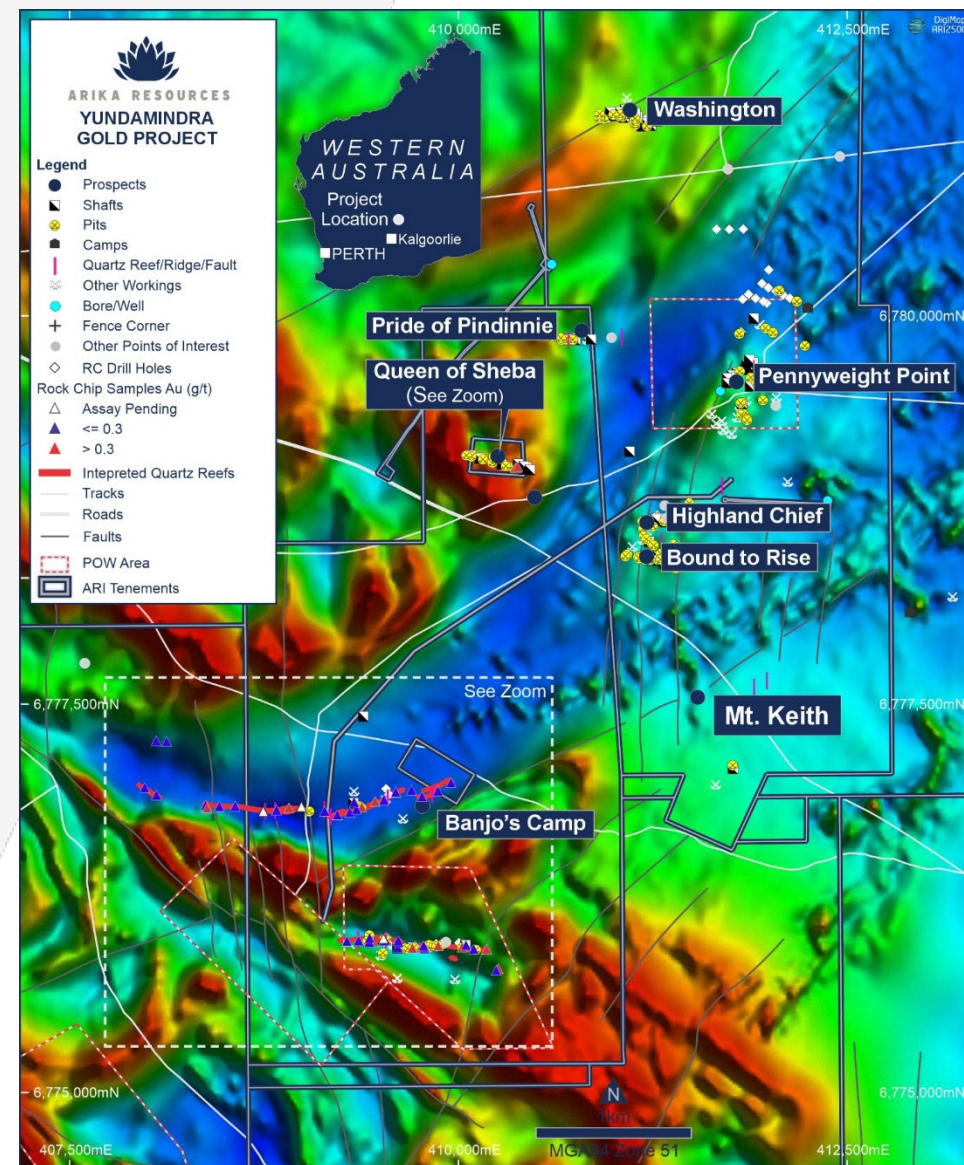 410,000mE
412,500mE
DigiMap
ARI2500
ARIKA RESOURCES
YUNDAMINDRA
GOLD PROJECT
Legend
Prospects
Shafts
Pits
Camps
Quartz Reef/Ridge/Fault
Other Workings
Bore/Well
Fence Corner
Other Points of Interest
RC Drill Holes
Rock Chip Samples Au (g/t)
Assay Pending
<= 0.3
> 0.3
Intepreted Quartz Reefs
Tracks
Roads
Faults
POW Area
ARI Tenements
WESTERN
AUSTRALIA
Project
Location
Kalgoorlie
PERTH
Washington
6,780,000mN
Pride of Pindinnie
Queen of Sheba
(See Zoom)
Pennyweight Point
Highland Chief
Bound to Rise
See Zoom
6,777,500mN
6,777,500mN
Mt. Keith
Banjo's Camp
6,775,000mN
6,775,000mN
N
1km
MGA94 Zone 51
407,500mE
410,000mE
412,500mE